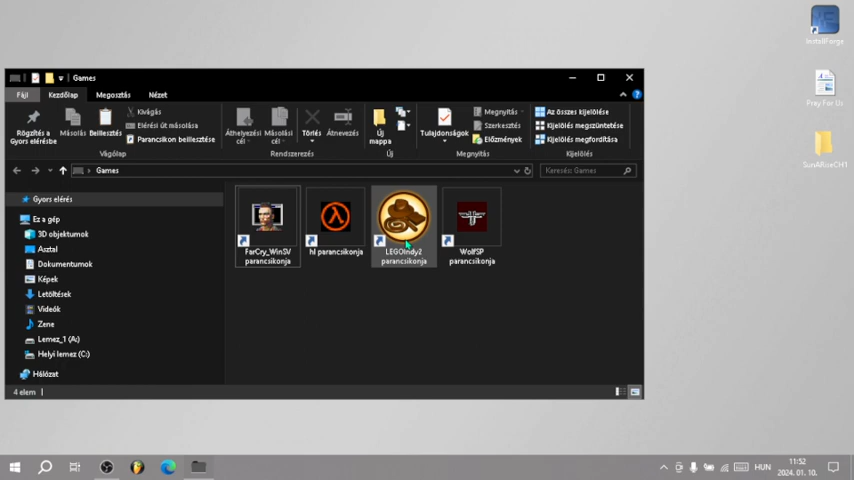 Games
Fájl
Kezdőlap
Megosztás
Nézet
Rögzítés a
Gyors elérésbe
Másolás
Beillesztés
Kivágás
Elérési út másolása
Parancsikon beillesztése
Vágólap
Áthelyezési
cél
Másolási
cél
Törlés
Átnevezés
Rendszerezés
Új
mappa
Új
Tulajdonságok
Megnyitás
Szerkesztés
Előzmények
Megnyitás
Az összes kijelölése
Kijelölés megszüntetése
Kijelölés megfordítása
Kijelölés
Games
Keresés: Games
Gyors elérés
Ez a gép
3D objektumok
Asztal
Dokumentumok
Képek
Letöltések
Videók
Zene
Lemez_1 (A:)
Helyi lemez (C:)
Hálózat
FarCry_WinSV
parancsikonja
hl parancsikonja
LEGOIndy2
parancsikonja
WolfSP
parancsikonja
4 elem
InstallForge
Pray For Us
SunARiseCH1
HUN
11:52
2024. 01. 10.